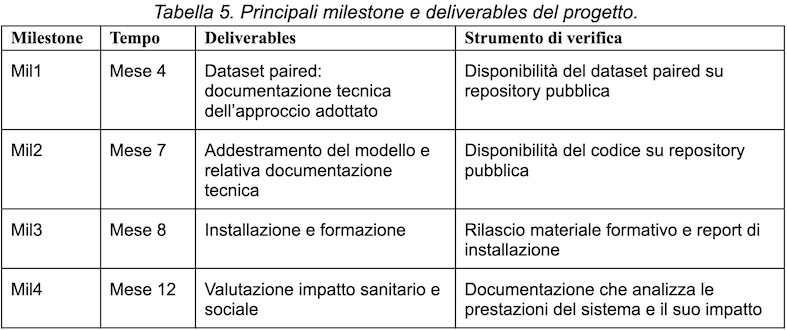 Tabella 5. Principali milestone e deliverables del progetto.
Milestone Tempo Deliverables Strumento di verifica
Mil1 Mese 4 Dataset paired: Disponibilità del dataset paired su
documentazione tecnica repository pubblica
dell’approccio adottato
Mil2 Mese 7 Addestramento del modello e Disponibilità del codice su repository
relativa documentazione pubblica
tecnica
Mil3 Mese 8 Installazione e formazione Rilascio materiale formativo e report di
installazione
Mil4 Mese 12 Valutazione impatto sanitario e Documentazione che analizza le
sociale prestazioni del sistema e il suo impatto